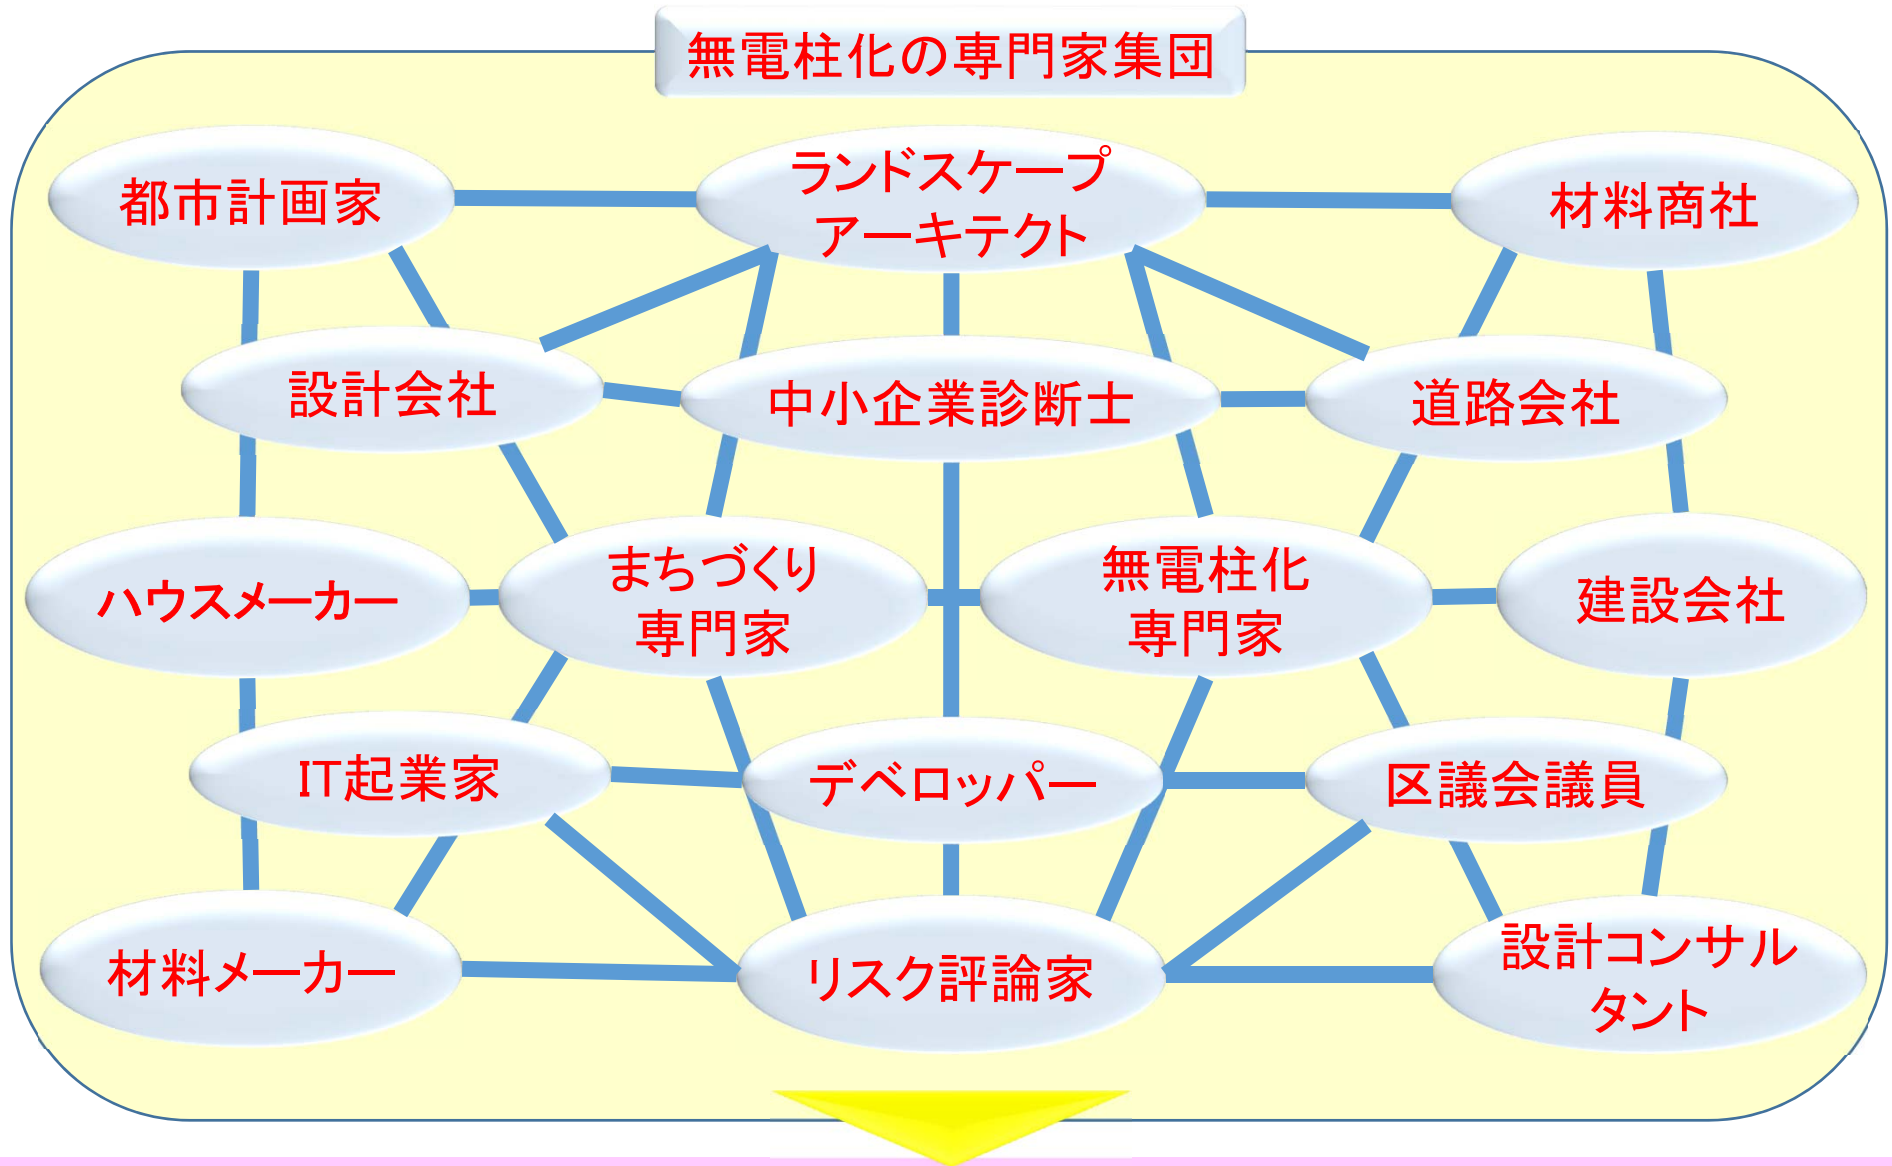 無電柱化の専門家集団
都市計画家
ランドスケープ
アーキテクト
材料商社
設計会社
中小企業診断士
道路会社
ハウスメーカー
まちづくり
専門家
無電柱化
専門家
建設会社
IT起業家
デベロッパー
区議会議員
材料メーカー
リスク評論家
設計コンサル
タント